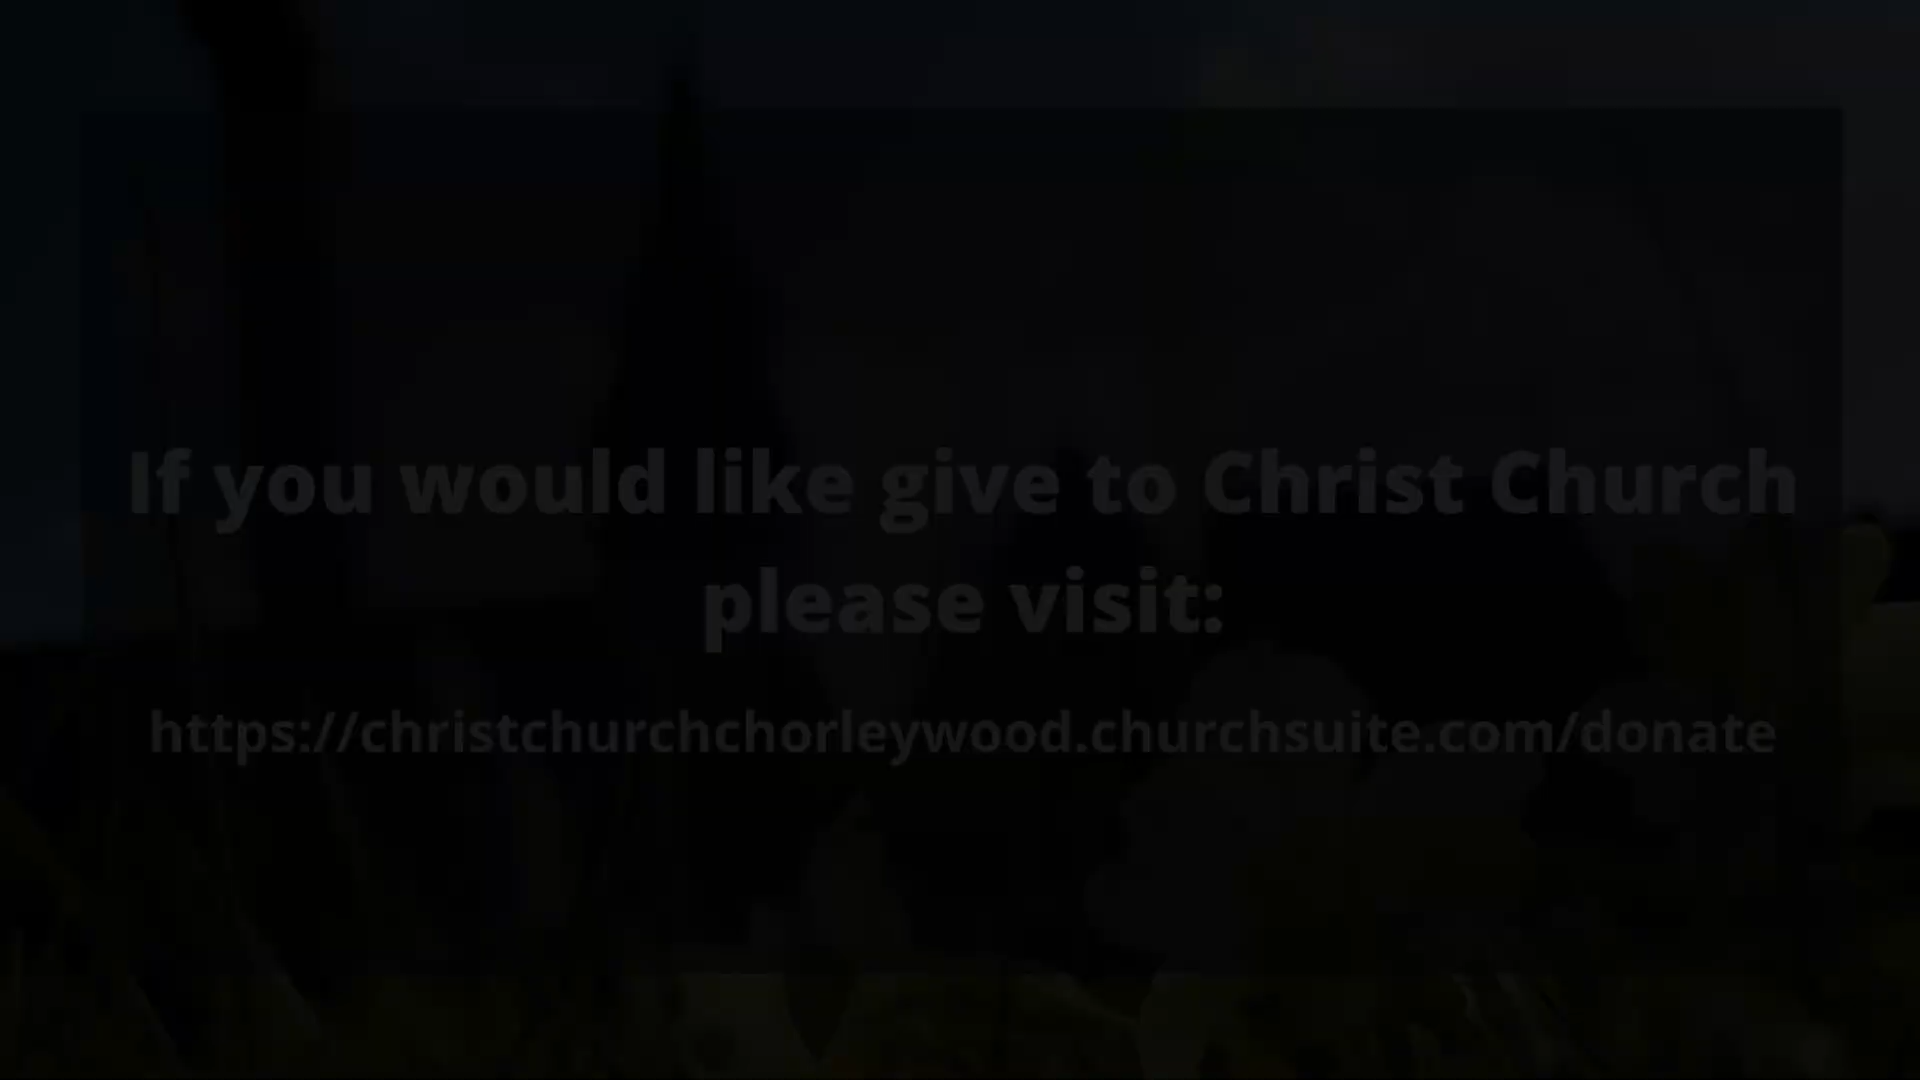 If you would like give to Christ Church
please visit:
https://christchurchchorleywood.churchsuite.com/donate